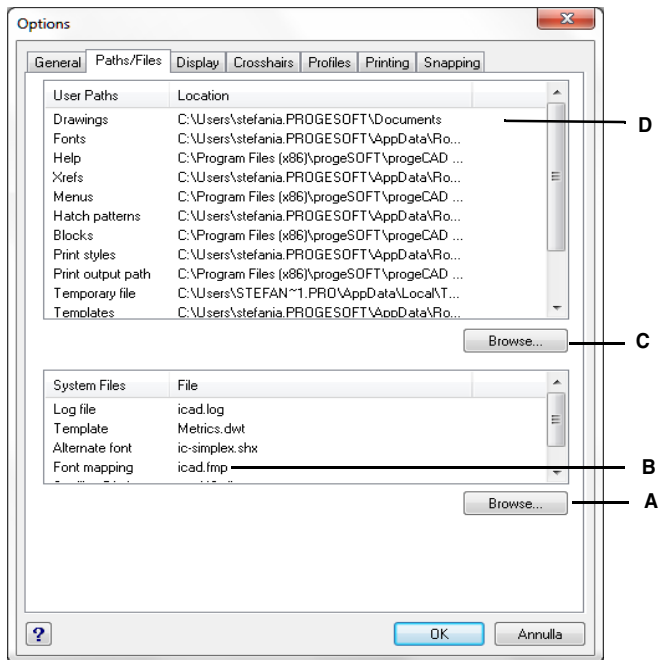 Options
General Paths/Files Display Crosshairs Profiles Printing Snapping
User Paths Location
Drawings C:\Users\stefania.PROGESOFT\Documents
D
Fonts C:\Users\stefania.PROGESOFT\AppData\Ro...
Help C:\Program Files (x86)\progeSOFT\progeCAD ...
Xrefs C:\Users\stefania.PROGESOFT\AppData\Ro...
Menus C:\Program Files (x86)\progeSOFT\progeCAD ...
Hatch patterns C:\Users\stefania.PROGESOFT\AppData\Ro...
Blocks C:\Program Files (x86)\progeSOFT\progeCAD ...
Print styles C:\Users\stefania.PROGESOFT\AppData\Ro...
Print output path C:\Program Files (x86)\progeSOFT\progeCAD ...
Temporary file C:\Users\STEFAN~1.PRO\AppData\Local\T...
Templates C:\Users\stefania.PROGESOFT\AppData\Ro...
Browse... C
System Files File
Log file icad.log
Template Metrics.dwt
Alternate font ic-simplex.shx
Font mapping icad.fmp B
Browse... A
? OK Annulla